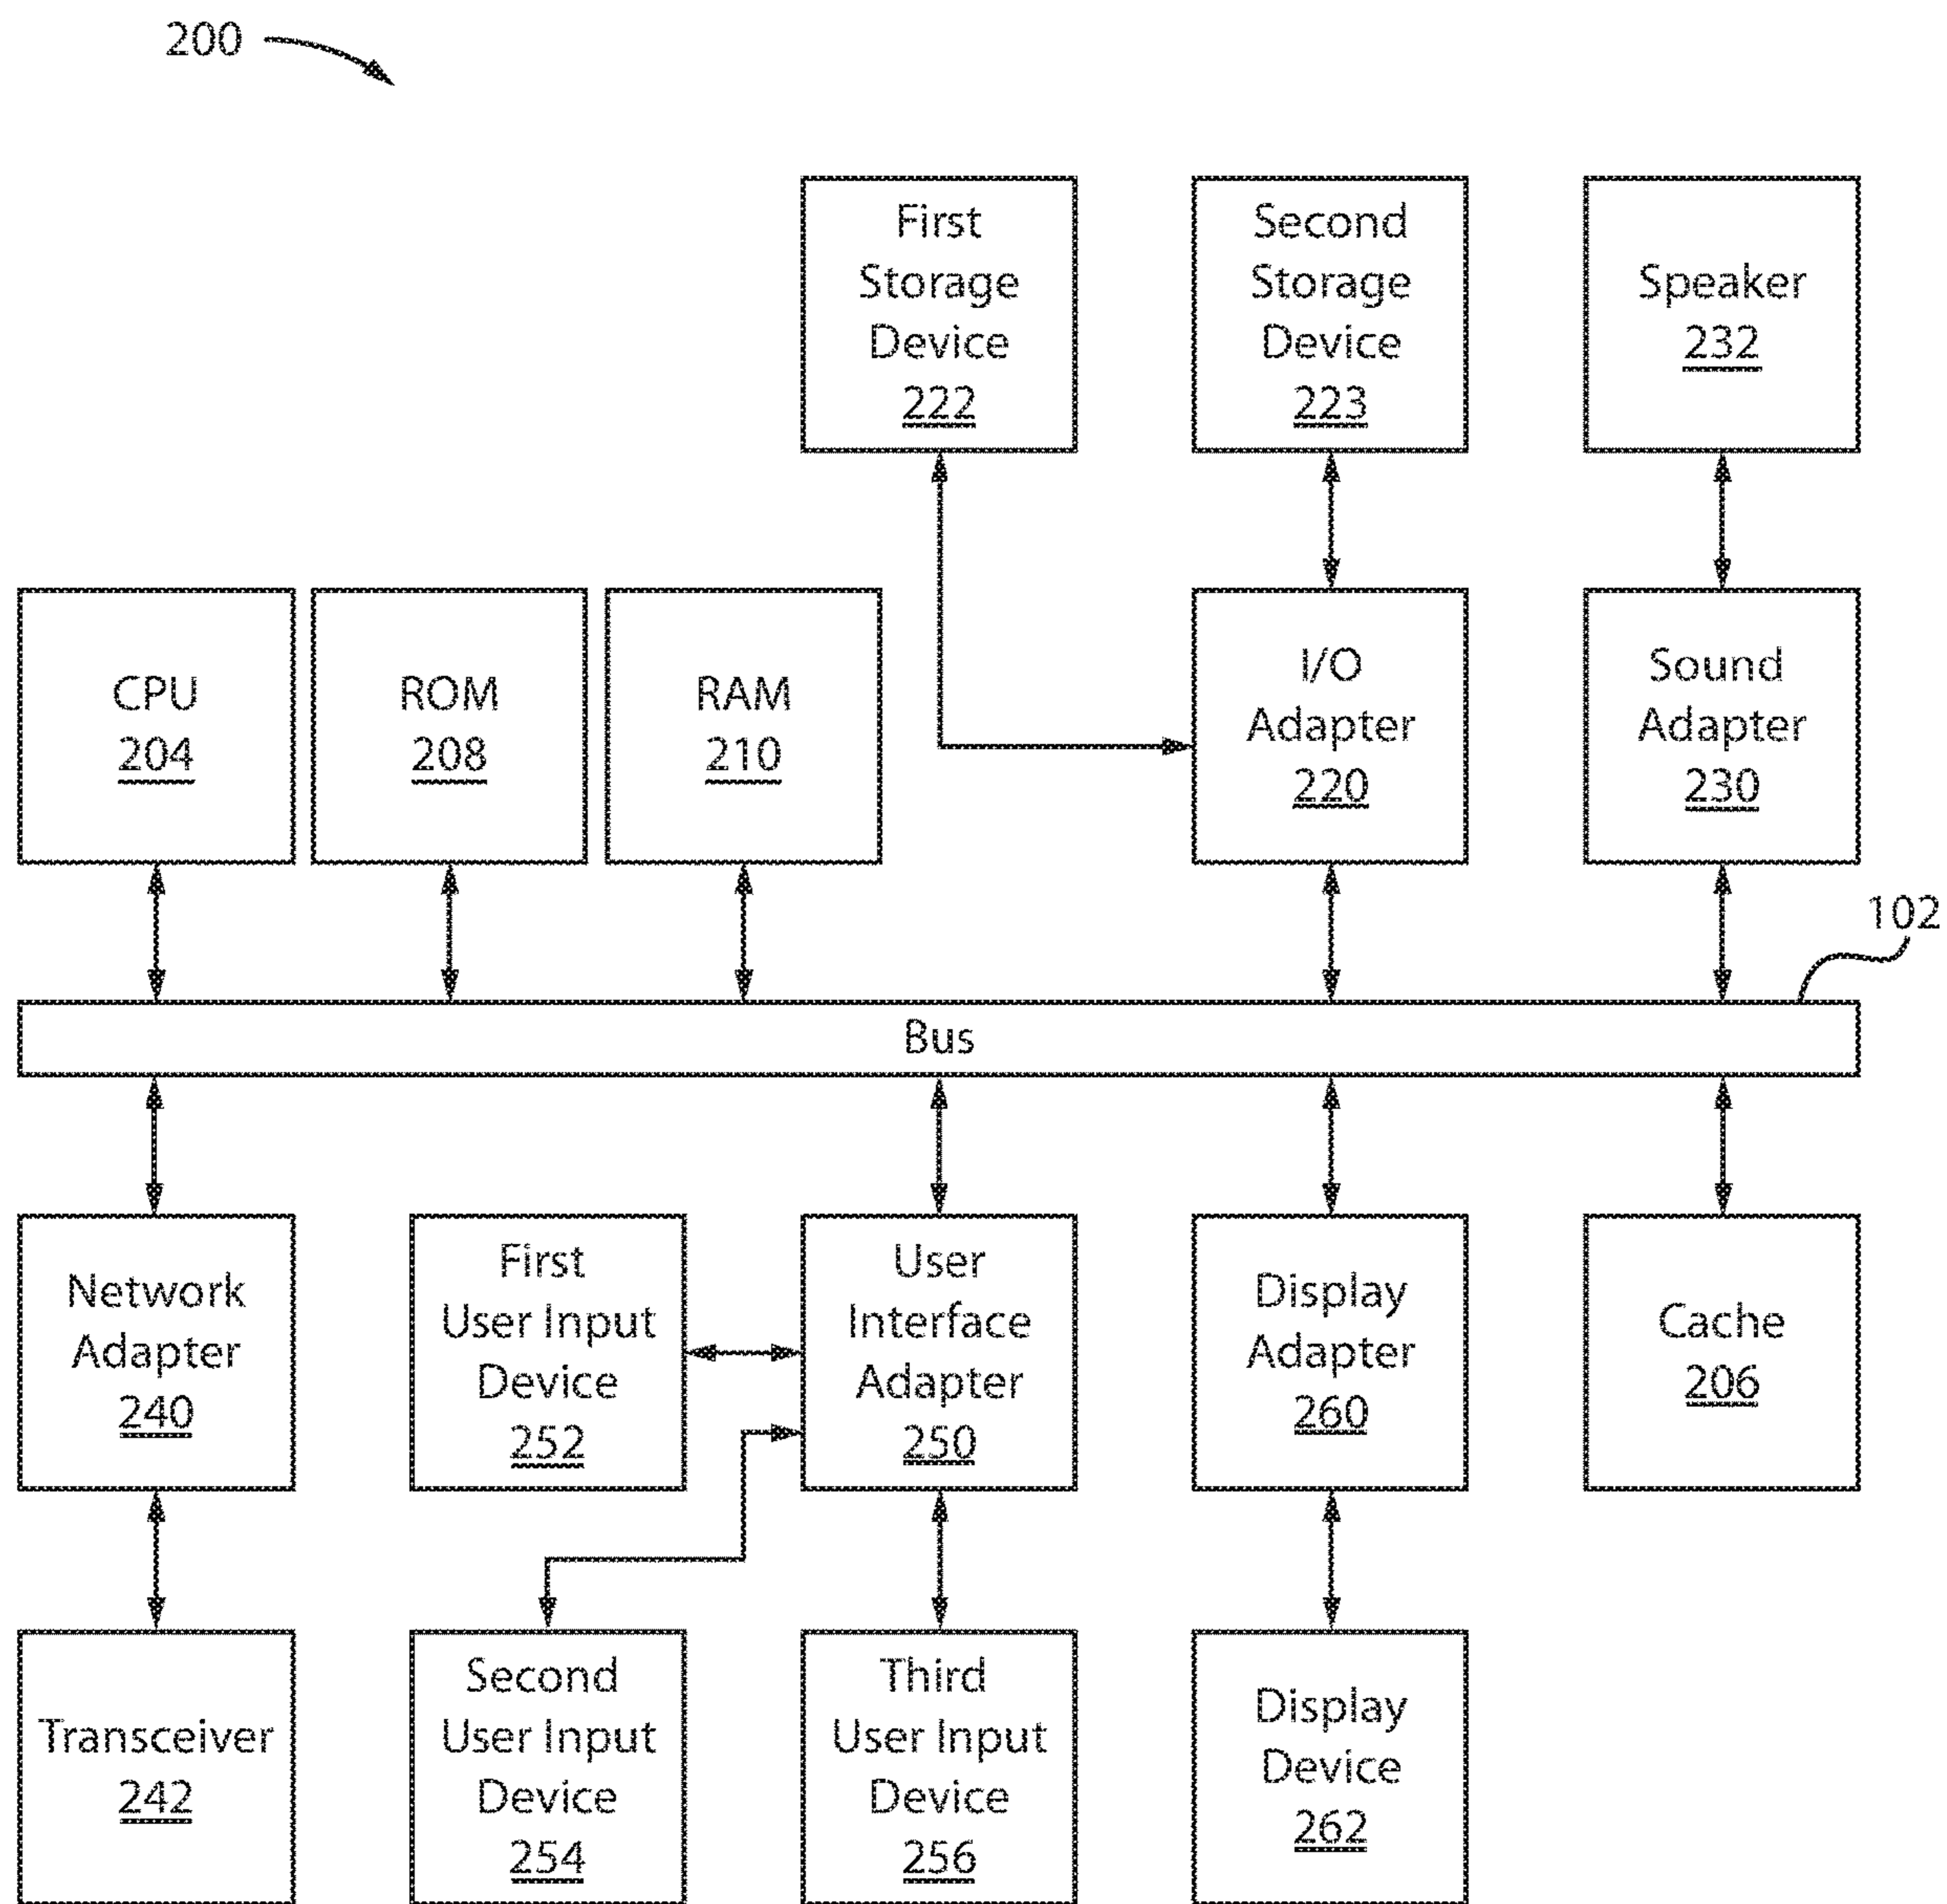 200
First
Storage
Device
222
Second
Storage
Device
223
Speaker
232
CPU
204
ROM
208
RAM
210
I/O
Adapter
220
Sound
Adapter
230
102
Bus
Network
Adapter
240
First
User Input
Device
252
User
Interface
Adapter
250
Display
Adapter
260
Cache
206
Transceiver
242
Second
User Input
Device
254
Third
User Input
Device
256
Display
Device
262